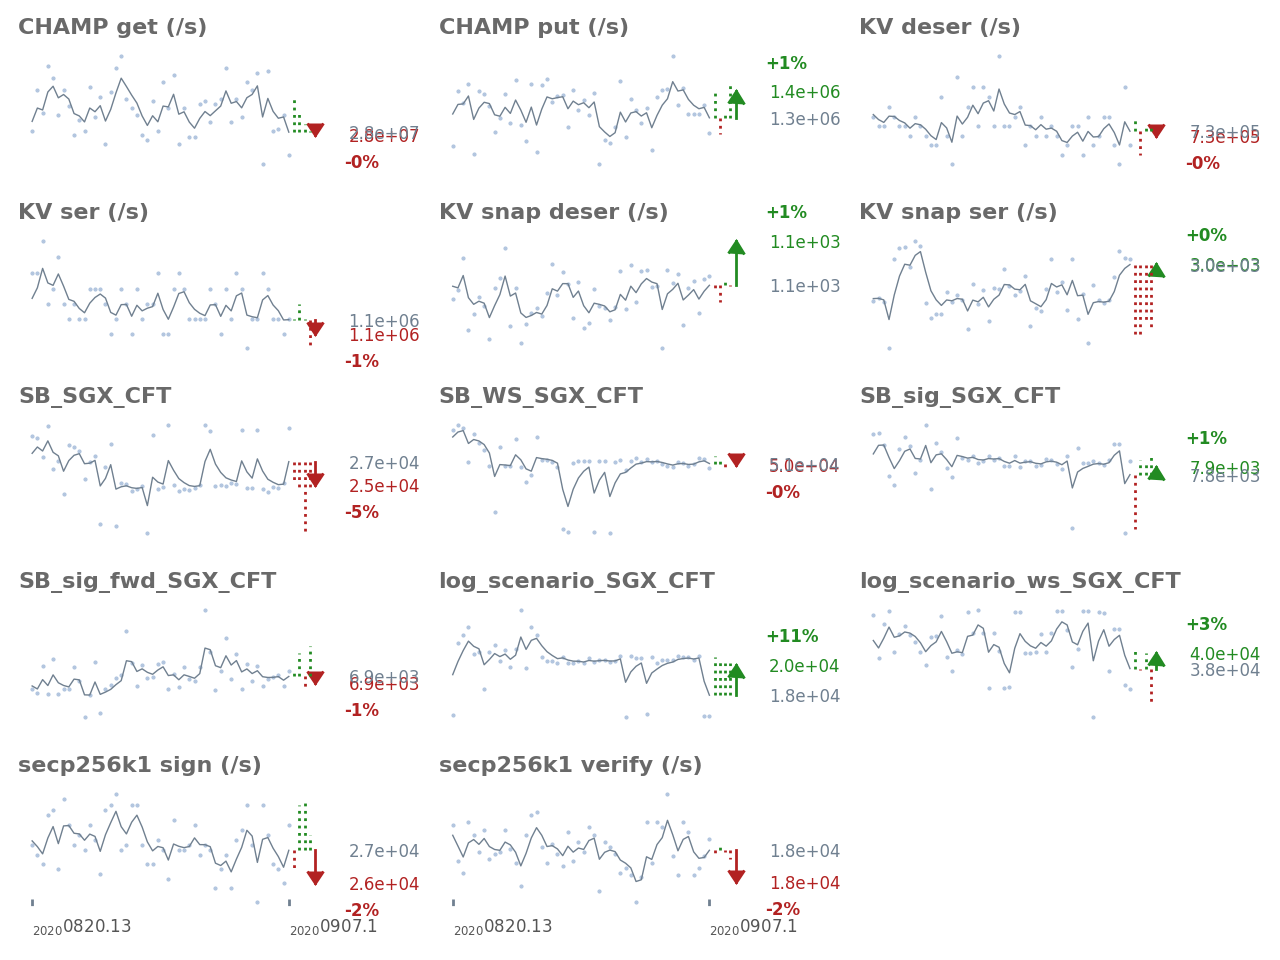 CHAMP get (/s)
2.8e+07
-0%
CHAMP put (/s)
+1%
1.4e+06
1.3e+06
KV deser (/s)
7.3e+05
7.3e+05
-0%
KV ser (/s)
1.1e+06
1.1e+06
-1%
KV snap deser (/s)
+1%
1.1e+03
1.1e+03
KV snap ser (/s)
+0%
3.0e+03
SB_SGX_CFT
2.7e+04
2.5e+04
-5%
SB_WS_SGX_CFT
5.0e+04
-0%
SB_sig_SGX_CFT
+1%
7.9e+03
7.8e+03
SB_sig_fwd_SGX_CFT
6.9e+03
6.9e+03
-1%
log_scenario_SGX_CFT
+11%
2.0e+04
1.8e+04
log_scenario_ws_SGX_CFT
+3%
4.0e+04
3.8e+04
secp256k1 sign (/s)
2.7e+04
2.6e+04
-2%
20200820.13
20200907.1
secp256k1 verify (/s)
1.8e+04
1.8e+04
-2%
20200820.13
20200907.1